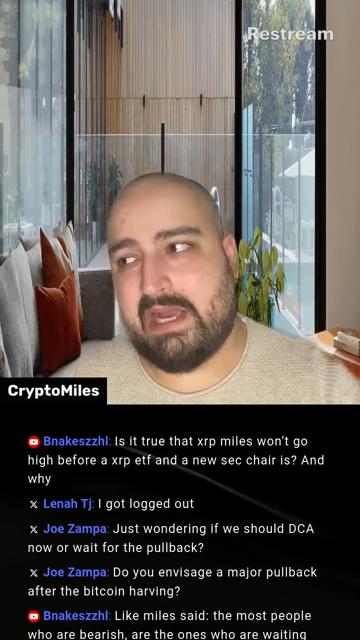 Restream
CryptoMiles
Bnakeszzhl: Is it true that xrp miles won't go
high before a xrp etf and a new sec chair is? And
why
Lenah Tj: I got logged out
Joe Zampa: Just wondering if we should DCA
now or wait for the pullback?
Joe Zampa: Do you envisage a major pullback
after the bitcoin harving?
Bnakeszzhl: Like miles said: the most people
who are bearish, are the ones who are waiting